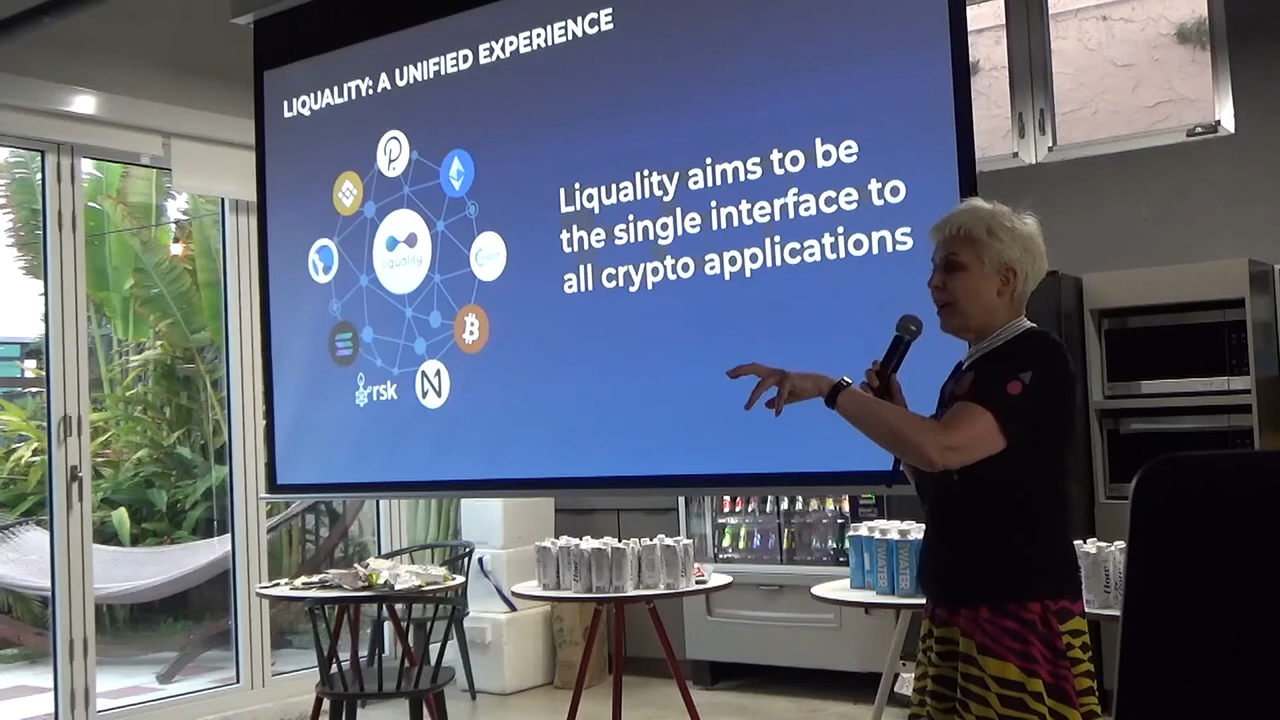 LIQUALITY: A UNIFIED EXPERIENCE
Liquality aims to be
the single interface to
all crypto applications
liquality
rsk
WATER